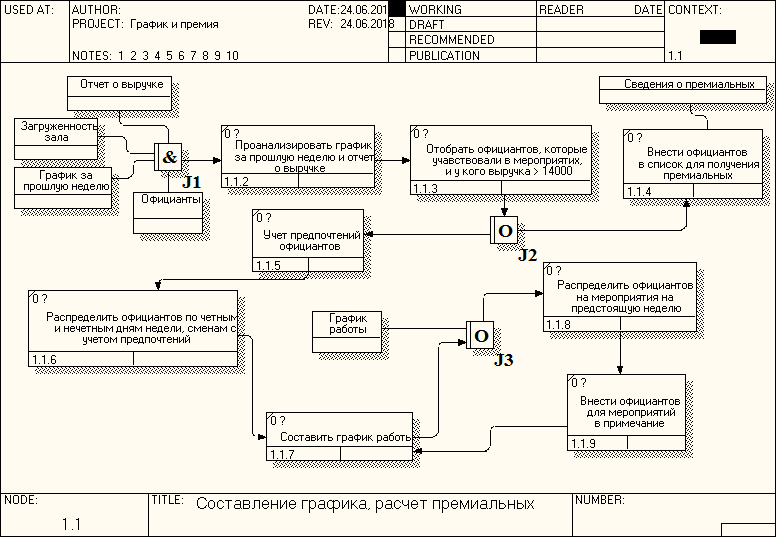 USED AT:
AUTHOR:
DATE:24.06.201
WORKING
READER
DATE
CONTEXT:
PROJECT: График и премия
REV: 24.06.2018
DRAFT
RECOMMENDED
NOTES: 1 2 3 4 5 6 7 8 9 10
PUBLICATION
1.1
Отчет о выручке
Загруженность
зала
График за
прошлую неделю
Официанты
&
J1
0 ?
Проанализировать график
за прошлую неделю и отчет
о выручке
1.1.2
0 ?
Отобрать официантов, которые
учавствовали в мероприятих,
и у кого выручка > 14000
1.1.3
Сведения о премиальных
0 ?
Внести официантов
в список для получения
премиальных
1.1.4
O
J2
0 ?
Учет предпочтений
официантов
1.1.5
0 ?
Распределить официантов по четным
и нечетным дням недели, сменам с
учетом предпочтений
1.1.6
График
работы
O
J3
0 ?
Распределить официантов
на мероприятия на
предстоящую неделю
1.1.8
0 ?
Составить график работы
1.1.7
0 ?
Внести официантов
для мероприятий
в примечание
1.1.9
NODE:
TITLE:
Составление графика, расчет премиальных
NUMBER:
1.1